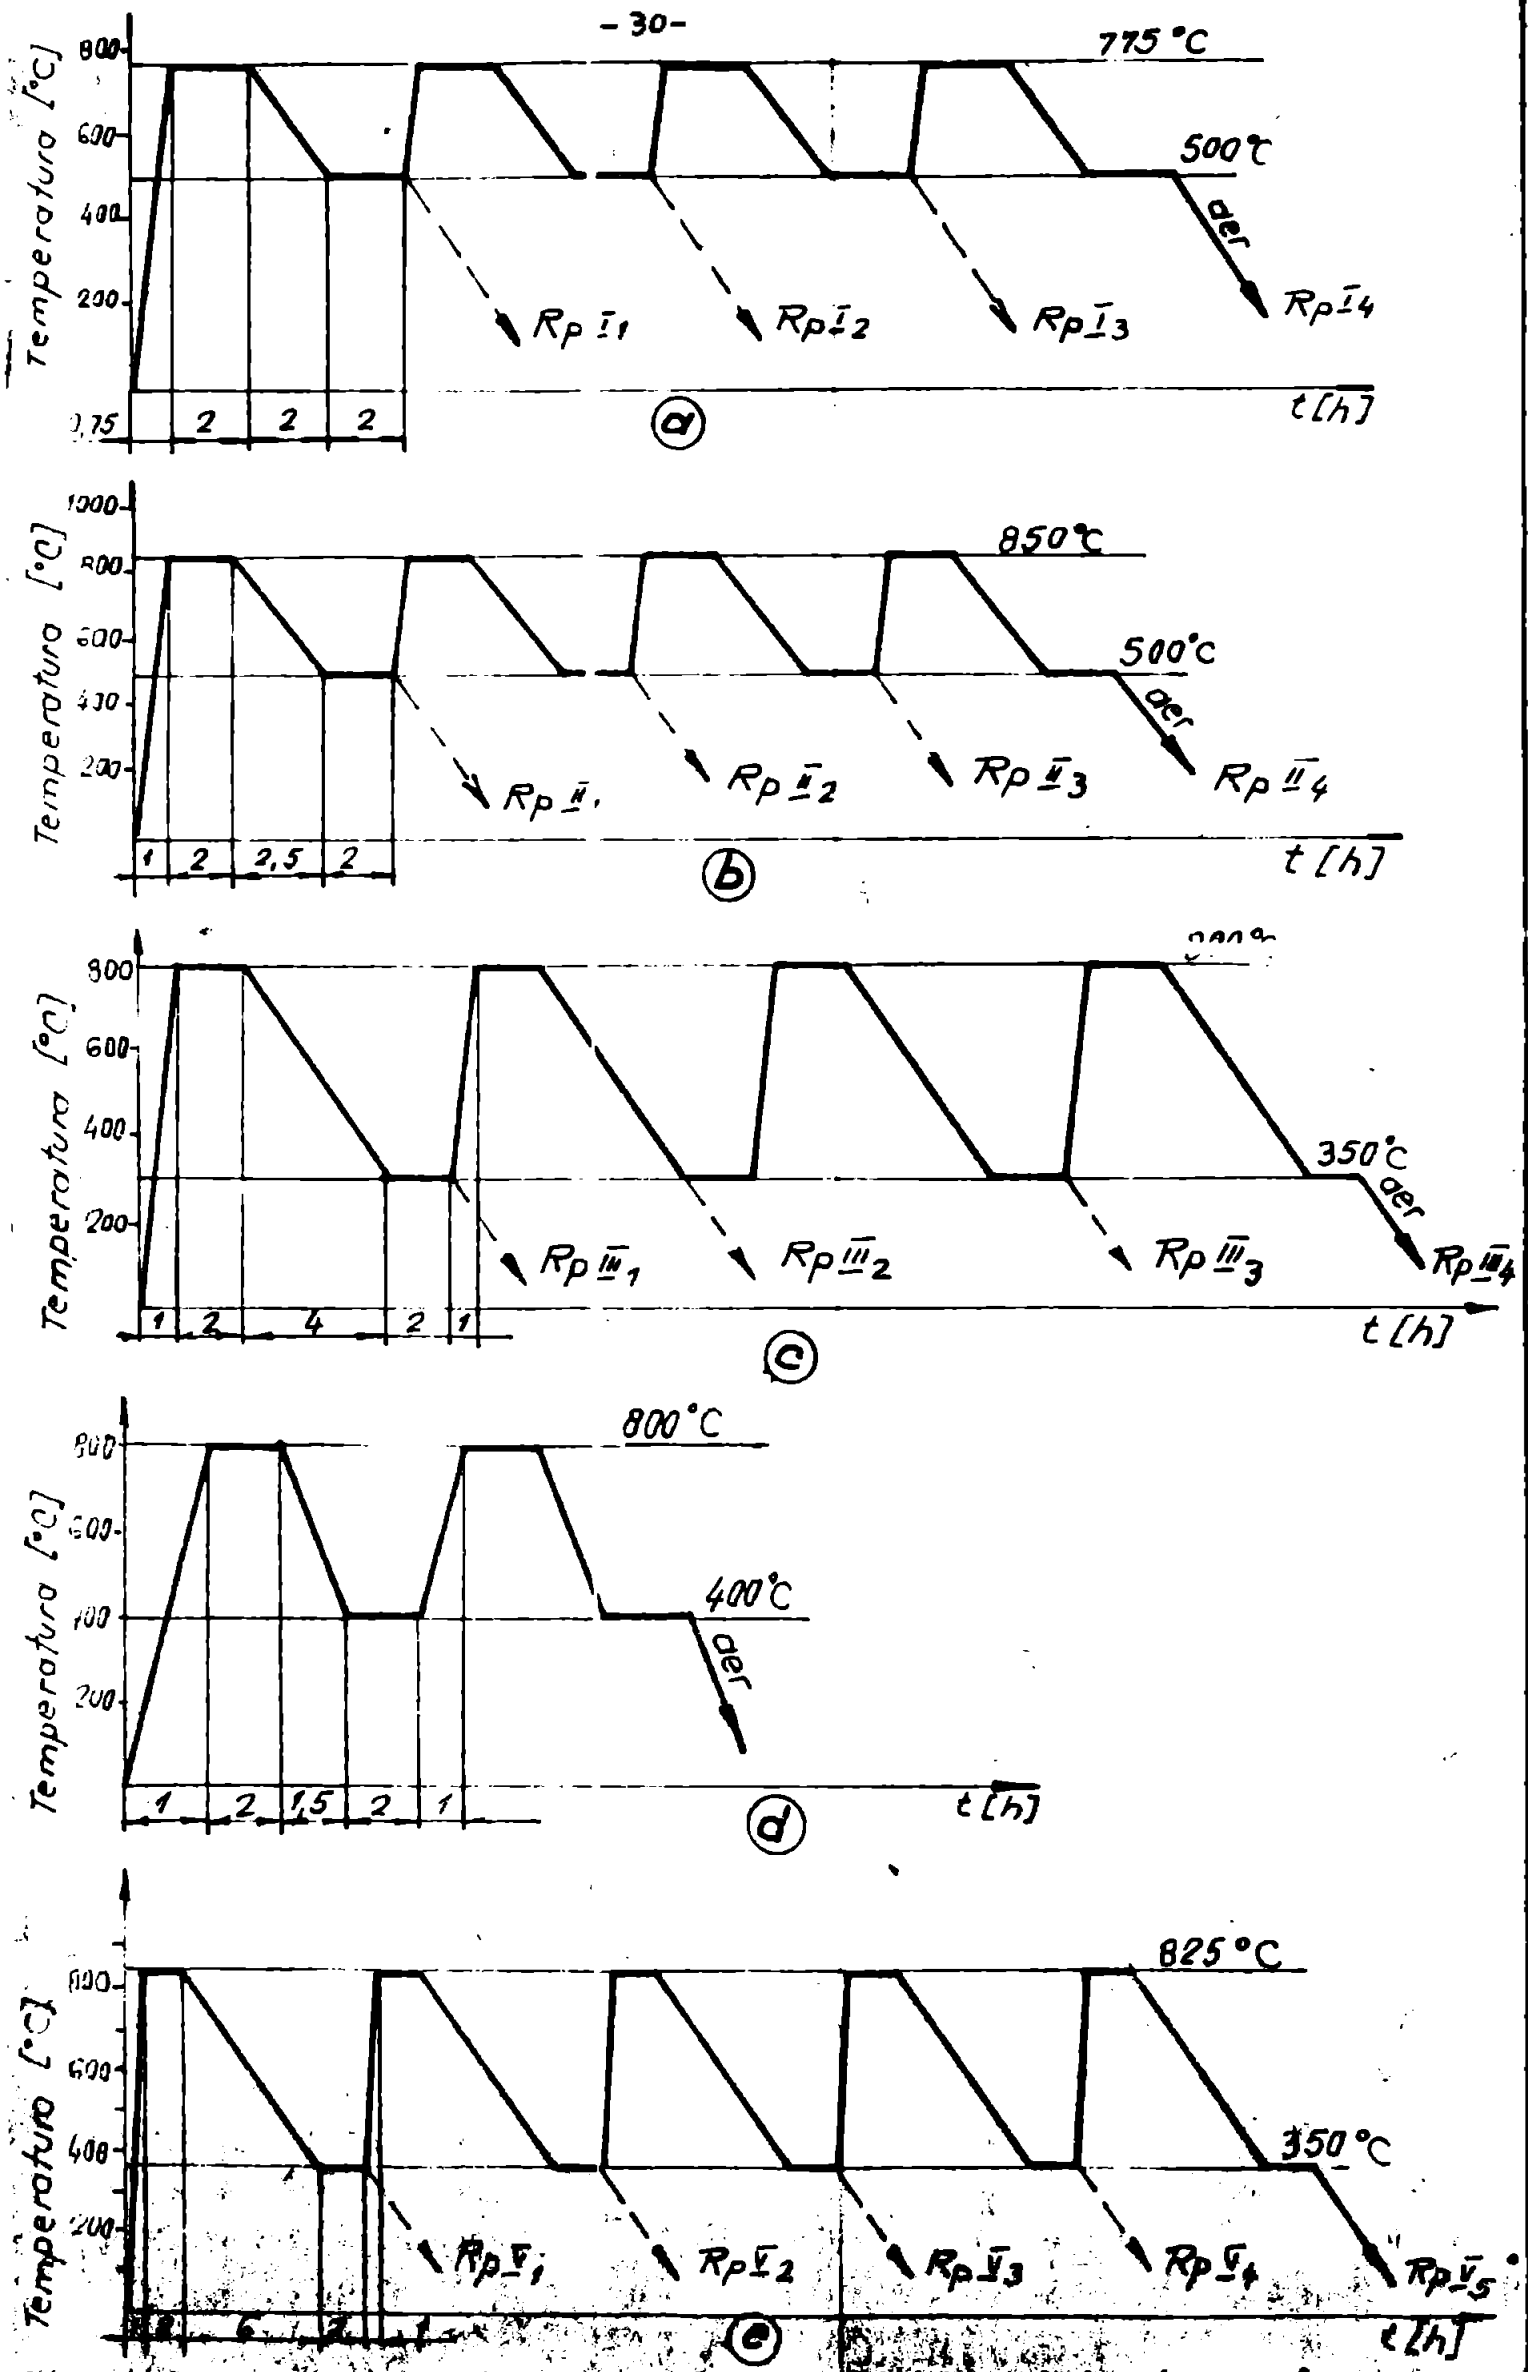 - 30-
Temperatura [°C]
800
600
400
200
775 °C
500°C
aer
Rp I1
Rp I2
Rp I3
Rp I4
t [h]
0,75 2 2 2
a
Temperatura [°C]
1000
800
600
400
200
850°C
500°C
aer
Rp II
Rp II2
Rp II3
Rp II4
t [h]
1 2 2,5 2
b
Temperatura [°C]
800
600
400
200
350°C
aer
Rp III1
Rp III2
Rp III3
Rp III4
t [h]
1 2 4 2 1
c
Temperatura [°C]
800
600
400
200
800°C
400°C
aer
t [h]
1 2 1,5 2 1
d
Temperatura [°C]
800
600
400
200
825°C
350°C
Rp V1
Rp V2
Rp V3
Rp V4
Rp V5
t [h]
6
e